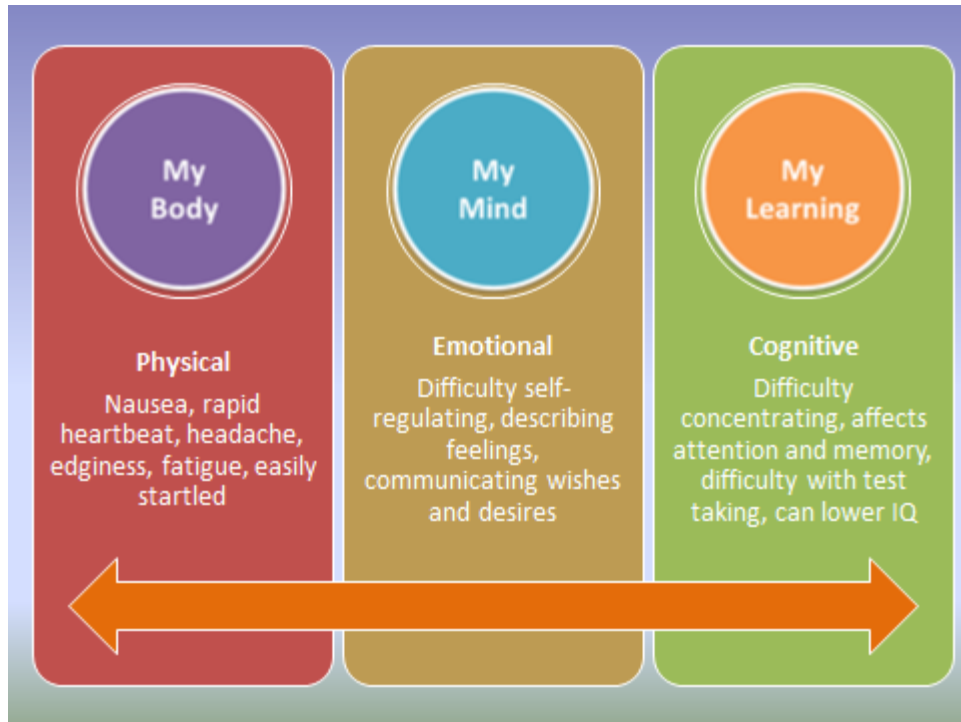 My
Body
Physical
Nausea, rapid
heartbeat, headache,
edginess, fatigue, easily
startled
My
Mind
Emotional
Difficulty self-
regulating, describing
feelings,
communicating wishes
and desires
My
Learning
Cognitive
Difficulty
concentrating, affects
attention and memory,
difficulty with test
taking, can lower IQ